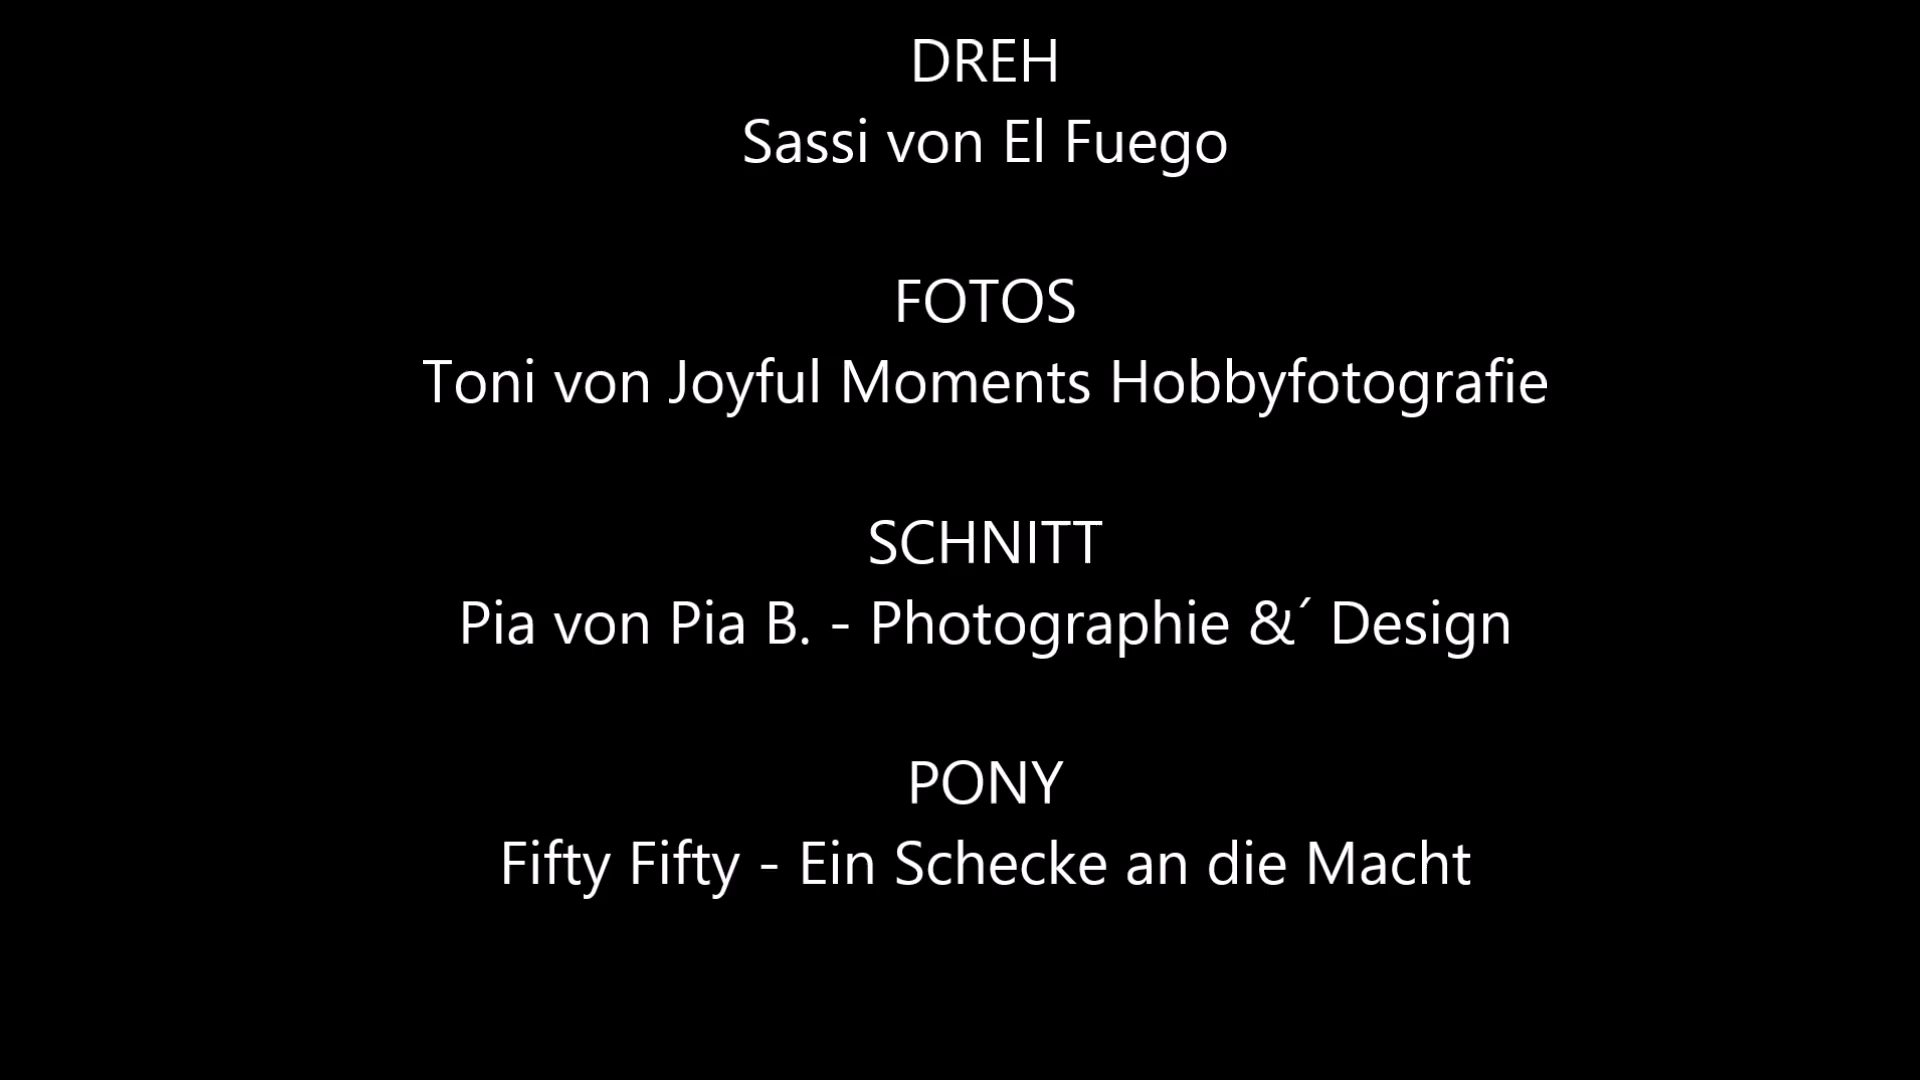 DREH
Sassi von El Fuego
FOTOS
Toni von Joyful Moments Hobbyfotografie
SCHNITT
Pia von Pia B. - Photographie &´ Design
PONY
Fifty Fifty - Ein Schecke an die Macht